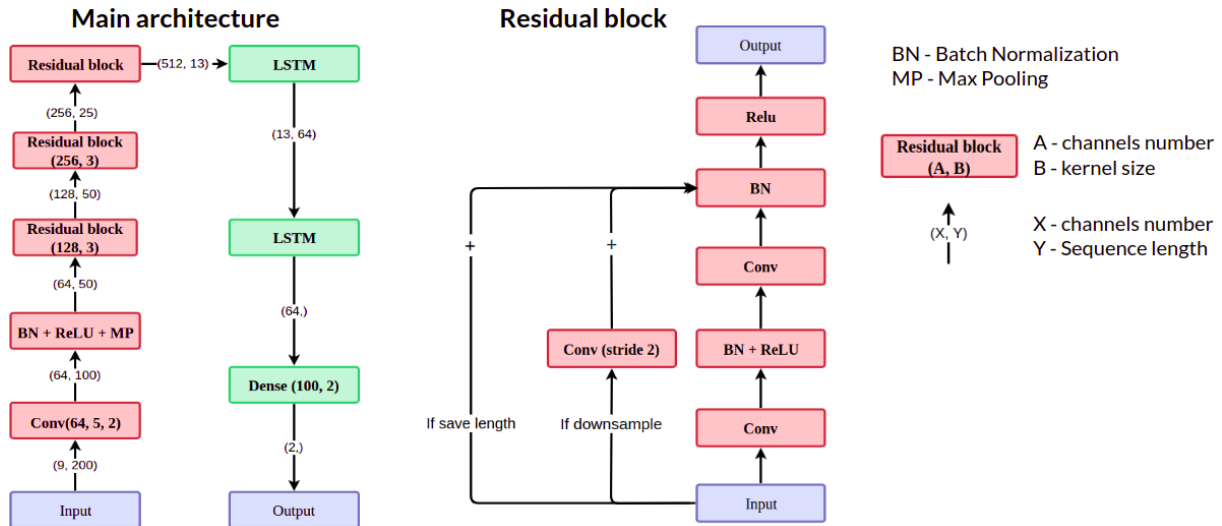 Main architecture
Residual block
(512, 13)
LSTM
(256, 25)
Residual block
(256, 3)
(128, 50)
Residual block
(128, 3)
(64, 50)
BN + ReLU + MP
(64, 100)
Conv(64, 5, 2)
(9, 200)
Input
(13, 64)
LSTM
(64,)
Dense (100, 2)
(2,)
Output
Residual block
Output
Relu
BN
+
+
Conv
Conv (stride 2)
BN + ReLU
If save length
If downsample
Conv
Input
BN - Batch Normalization
MP - Max Pooling
Residual block
(A, B)
A - channels number
B - kernel size
(X, Y)
X - channels number
Y - Sequence length